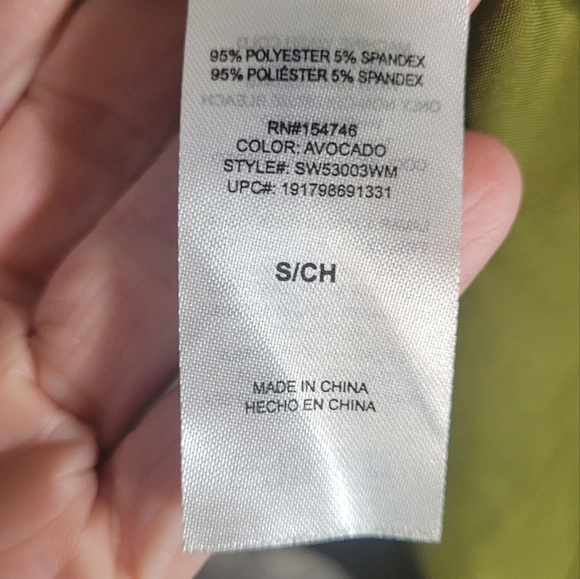 95% POLYESTER 5% SPANDEX
95% POLIÉSTER 5% SPANDEX
RN#154746
COLOR: AVOCADO
STYLE#: SW53003WM
UPC#: 191798691331
S/CH
MADE IN CHINA
HECHO EN CHINA